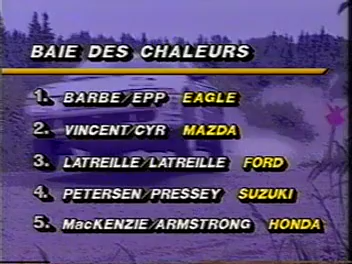 BAIE DES CHALEURS
1. BARBE/EPP EAGLE
2. VINCENT/CYR MAZDA
3. LATREILLE/LATREILLE FORD
4. PETERSEN/PRESSEY SUZUKI
5. MacKENZIE/ARMSTRONG HONDA